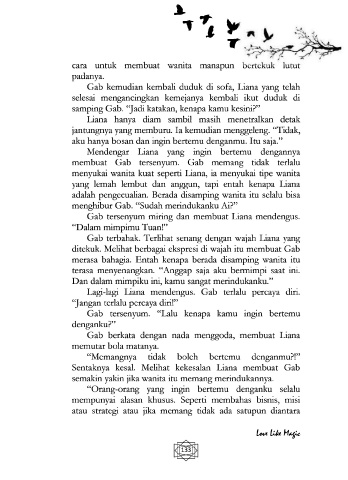 cara untuk membuat wanita manapun bertekuk lutut
padanya.
Gab kemudian kembali duduk di sofa, Liana yang telah
selesai mengancingkan kemejanya kembali ikut duduk di
samping Gab. “Jadi katakan, kenapa kamu kesini?”
Liana hanya diam sambil masih menetralkan detak
jantungnya yang memburu. Ia kemudian menggeleng. “Tidak,
aku hanya bosan dan ingin bertemu denganmu. Itu saja.”
Mendengar Liana yang ingin bertemu dengannya
membuat Gab tersenyum. Gab memang tidak terlalu
menyukai wanita kuat seperti Liana, ia menyukai tipe wanita
yang lemah lembut dan anggun, tapi entah kenapa Liana
adalah pengecualian. Berada disamping wanita itu selalu bisa
menghibur Gab. “Sudah merindukanku Ai?”
Gab tersenyum miring dan membuat Liana mendengus.
“Dalam mimpimu Tuan!”
Gab terbahak. Terlihat senang dengan wajah Liana yang
ditekuk. Melihat berbagai ekspresi di wajah itu membuat Gab
merasa bahagia. Entah kenapa berada disamping wanita itu
terasa menyenangkan. “Anggap saja aku bermimpi saat ini.
Dan dalam mimpiku ini, kamu sangat merindukanku.”
Lagi-lagi Liana mendengus. Gab terlalu percaya diri.
“Jangan terlalu percaya diri!”
Gab tersenyum. “Lalu kenapa kamu ingin bertemu
denganku?”
Gab berkata dengan nada menggoda, membuat Liana
memutar bola matanya.
“Memangnya tidak boleh bertemu denganmu?!”
Sentaknya kesal. Melihat kekesalan Liana membuat Gab
semakin yakin jika wanita itu memang merindukannya.
“Orang-orang yang ingin bertemu denganku selalu
mempunyai alasan khusus. Seperti membahas bisnis, misi
atau strategi atau jika memang tidak ada satupun diantara
Love Like Magic
133